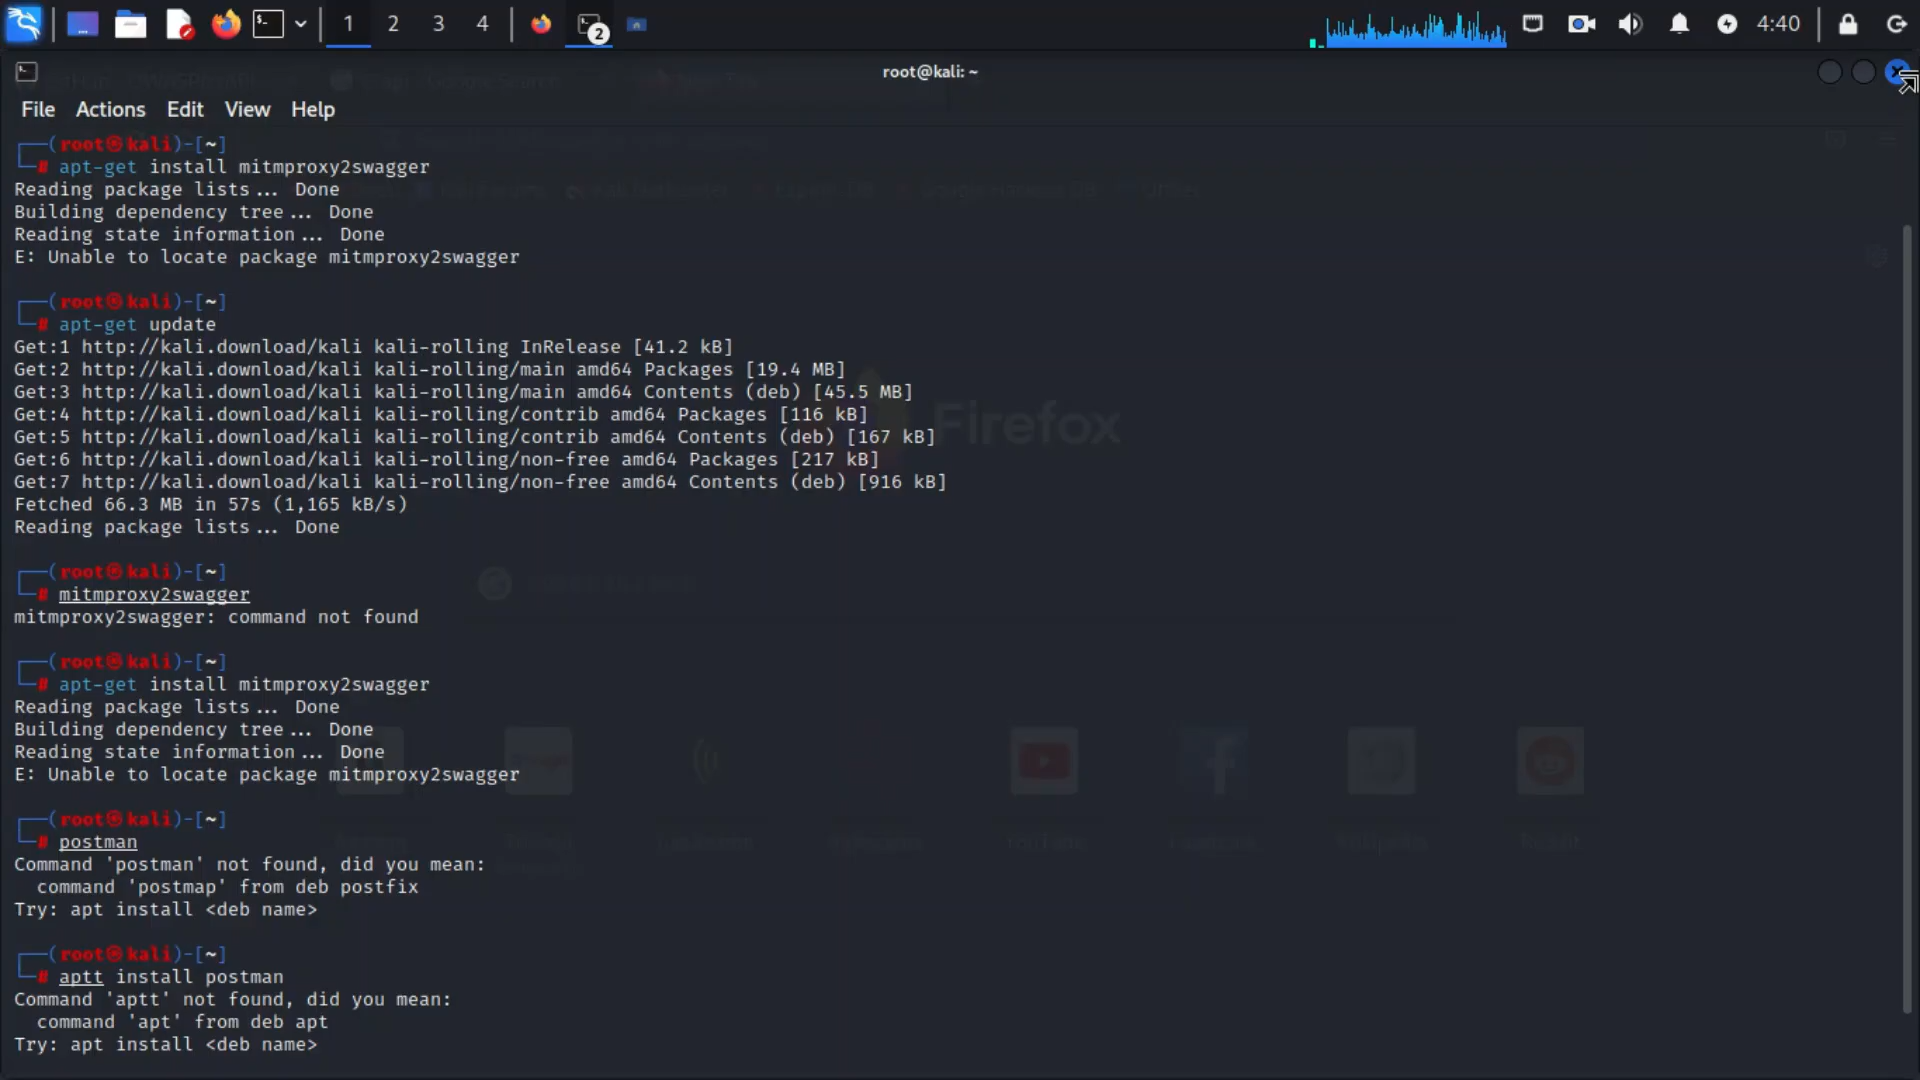 1 2 3 4 2 4:40
root@kali: ~
File Actions Edit View Help
┌──(root㉿kali)-[~]
└─# apt-get install mitmproxy2swagger
Reading package lists... Done
Building dependency tree... Done
Reading state information... Done
E: Unable to locate package mitmproxy2swagger
┌──(root㉿kali)-[~]
└─# apt-get update
Get:1 http://kali.download/kali kali-rolling InRelease [41.2 kB]
Get:2 http://kali.download/kali kali-rolling/main amd64 Packages [19.4 MB]
Get:3 http://kali.download/kali kali-rolling/main amd64 Contents (deb) [45.5 MB]
Get:4 http://kali.download/kali kali-rolling/contrib amd64 Packages [116 kB]
Get:5 http://kali.download/kali kali-rolling/contrib amd64 Contents (deb) [167 kB]
Get:6 http://kali.download/kali kali-rolling/non-free amd64 Packages [217 kB]
Get:7 http://kali.download/kali kali-rolling/non-free amd64 Contents (deb) [916 kB]
Fetched 66.3 MB in 57s (1,165 kB/s)
Reading package lists... Done
Firefox
┌──(root㉿kali)-[~]
└─# mitmproxy2swagger
mitmproxy2swagger: command not found
┌──(root㉿kali)-[~]
└─# apt-get install mitmproxy2swagger
Reading package lists... Done
Building dependency tree... Done
Reading state information... Done
E: Unable to locate package mitmproxy2swagger
┌──(root㉿kali)-[~]
└─# postman
Command 'postman' not found, did you mean:
command 'postmap' from deb postfix
Try: apt install <deb name>
┌──(root㉿kali)-[~]
└─# aptt install postman
Command 'aptt' not found, did you mean:
command 'apt' from deb apt
Try: apt install <deb name>